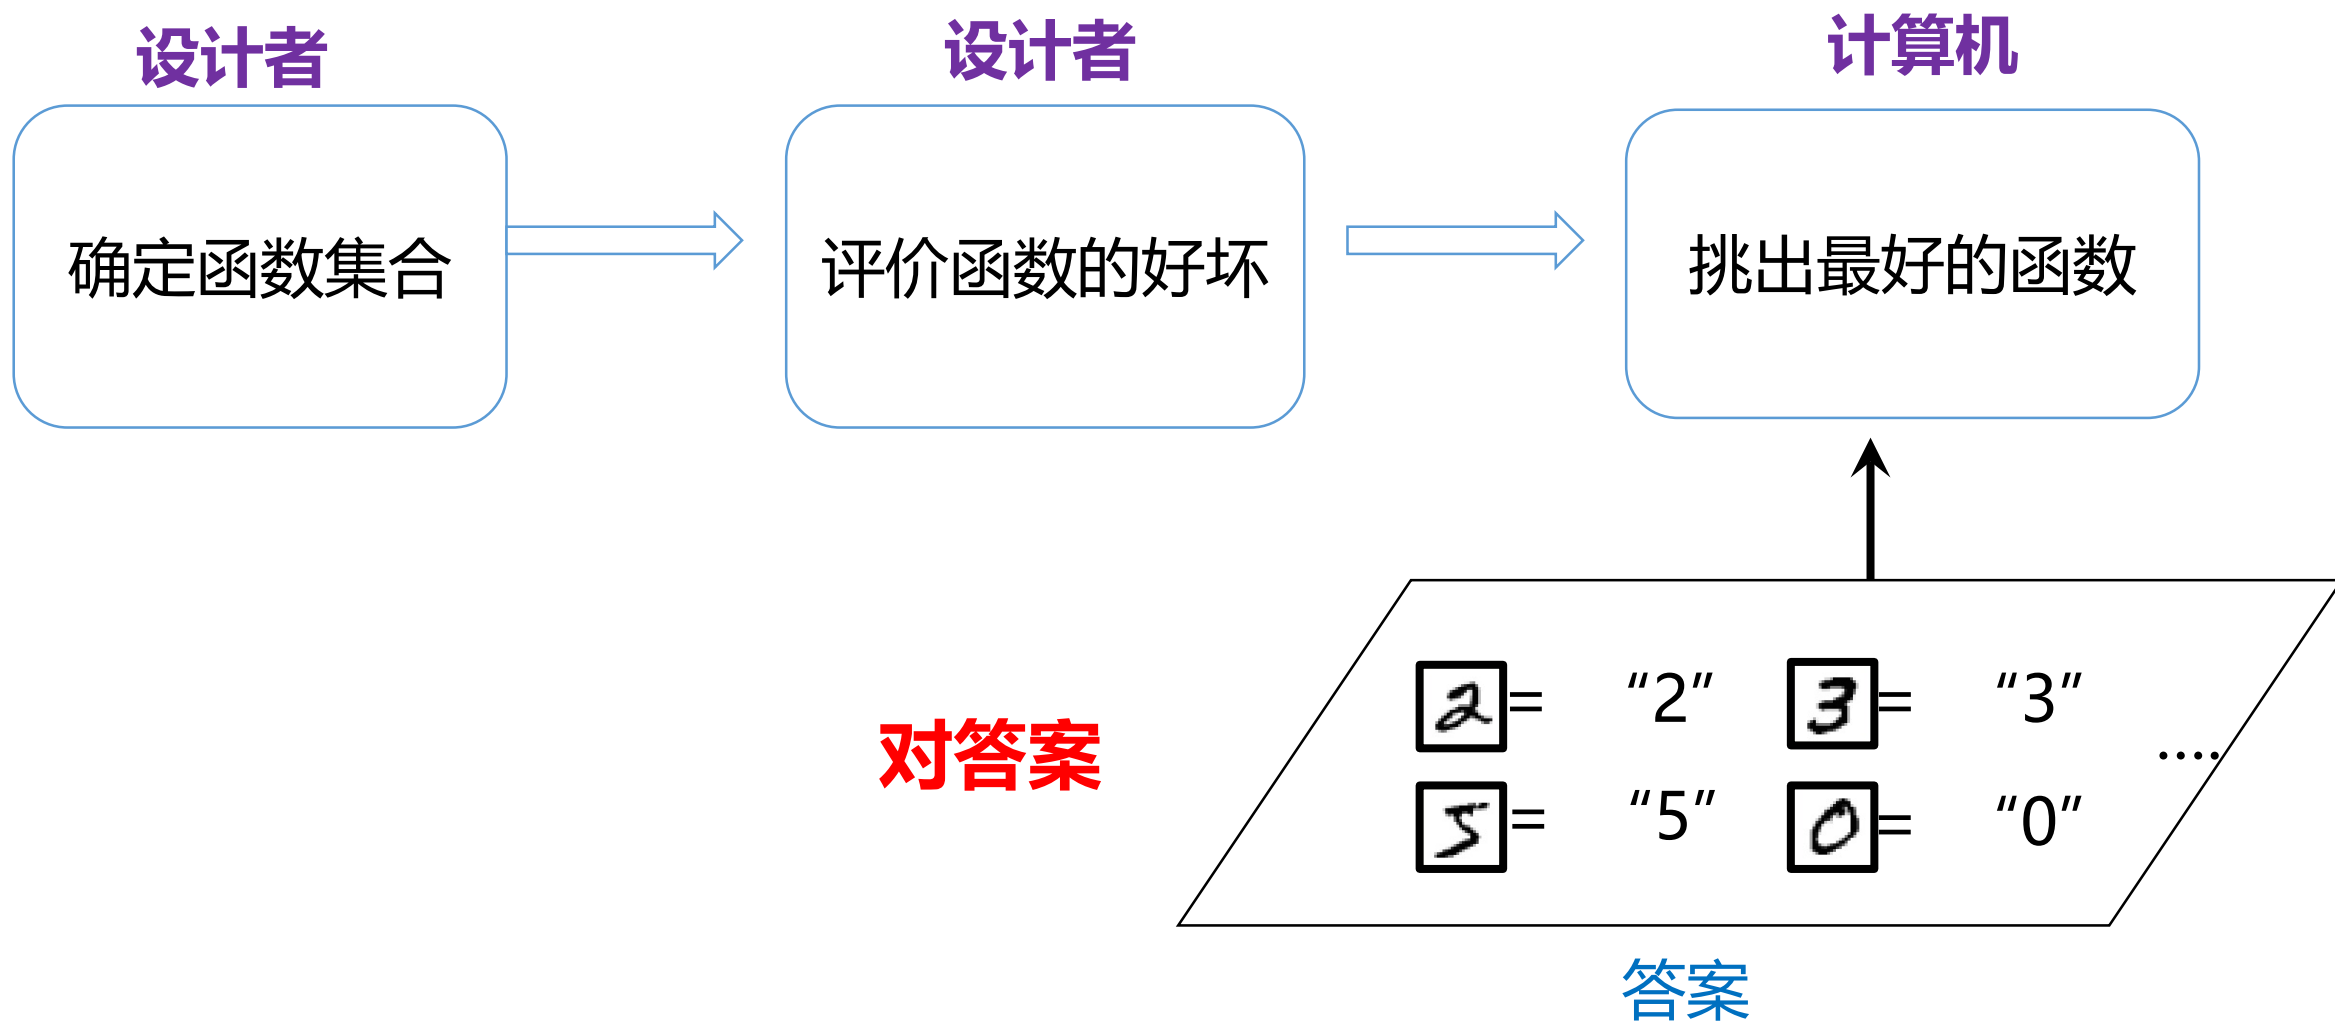 设计者
设计者
计算机
确定函数集合
评价函数的好坏
挑出最好的函数
对答案
2= “2” 3= “3”
....
5= “5” 0= “0”
答案